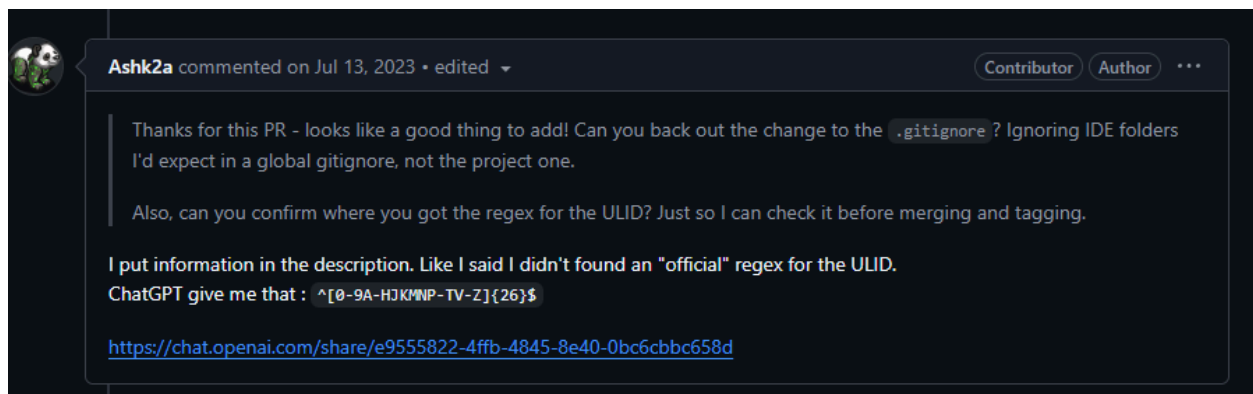 Ashk2a commented on Jul 13, 2023 • edited
Contributor Author ...
Thanks for this PR - looks like a good thing to add! Can you back out the change to the .gitignore? Ignoring IDE folders
I'd expect in a global gitignore, not the project one.
Also, can you confirm where you got the regex for the ULID? Just so I can check it before merging and tagging.
I put information in the description. Like I said I didn't found an "official" regex for the ULID.
ChatGPT give me that : ^[0-9A-HJKMNP-TV-Z]{26}$
https://chat.openai.com/share/e9555822-4ffb-4845-8e40-0bc6cbbc658d